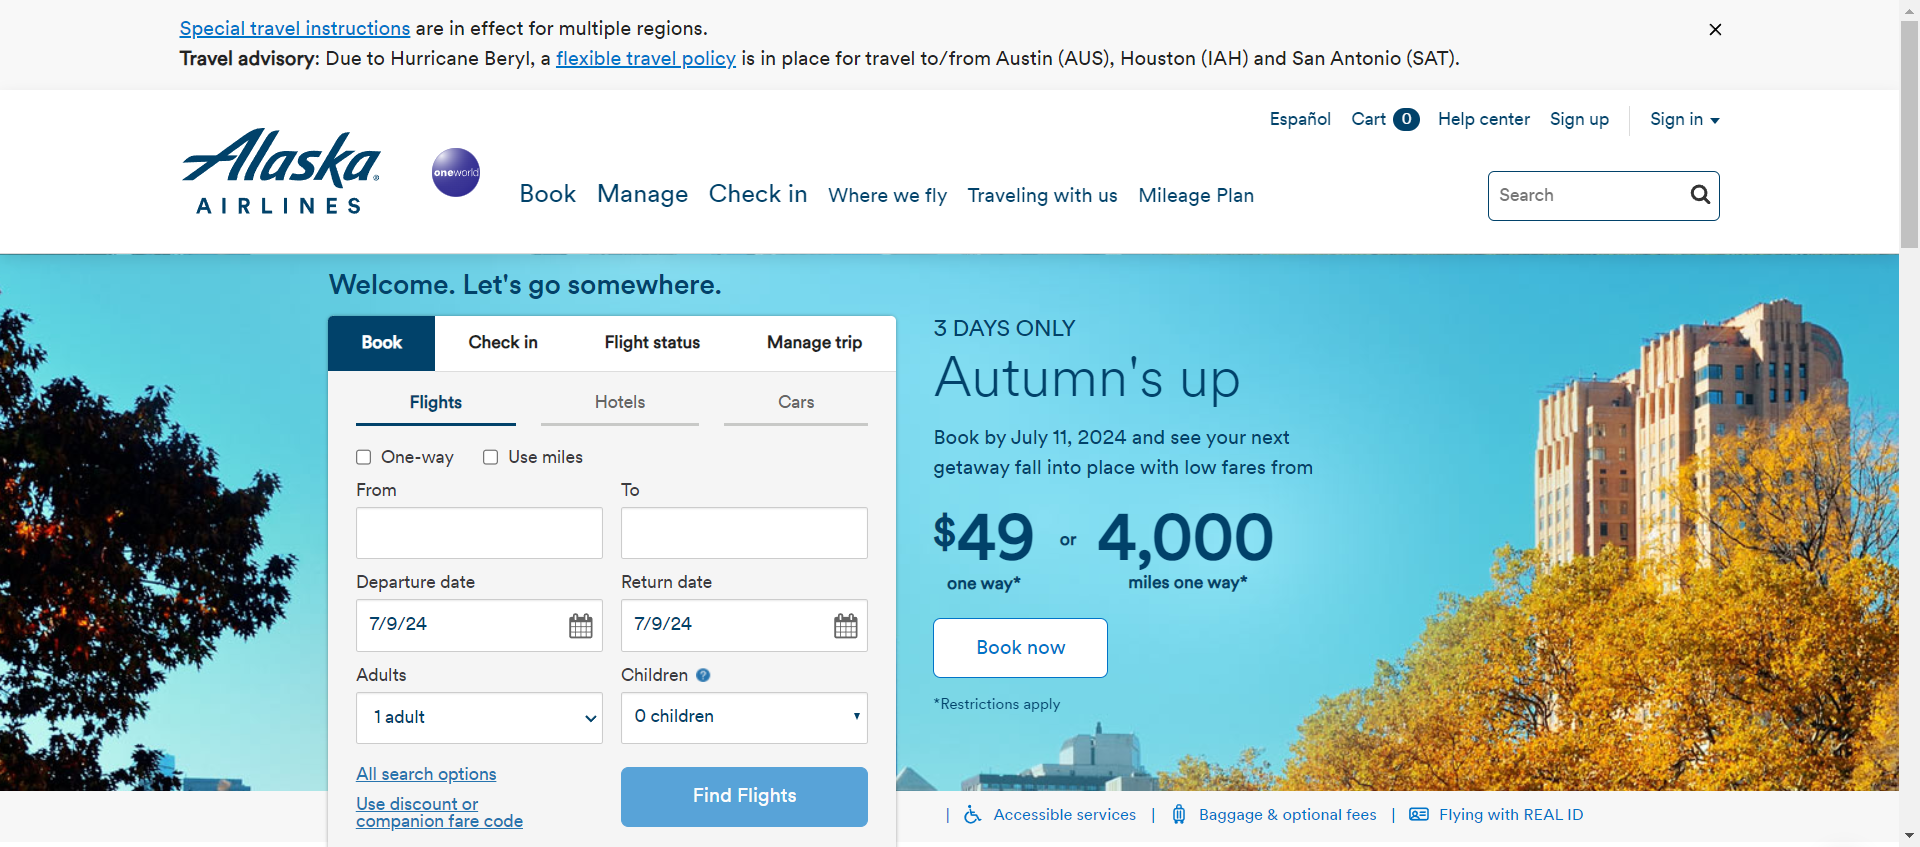 Special travel instructions are in effect for multiple regions.
Travel advisory: Due to Hurricane Beryl, a flexible travel policy is in place for travel to/from Austin (AUS), Houston (IAH) and San Antonio (SAT).
Español Cart 0 Help center Sign up Sign in
Alaska
AIRLINES
oneworld
Book Manage Check in Where we fly Traveling with us Mileage Plan
Search
Welcome. Let's go somewhere.
Book Check in Flight status Manage trip
Flights Hotels Cars
One-way Use miles
From To
Departure date Return date
7/9/24 7/9/24
Adults Children ?
1 adult 0 children
All search options
Use discount or
companion fare code
Find Flights
3 DAYS ONLY
Autumn's up
Book by July 11, 2024 and see your next
getaway fall into place with low fares from
$49 or 4,000
one way* miles one way*
Book now
*Restrictions apply
| Accessible services | Baggage & optional fees | Flying with REAL ID